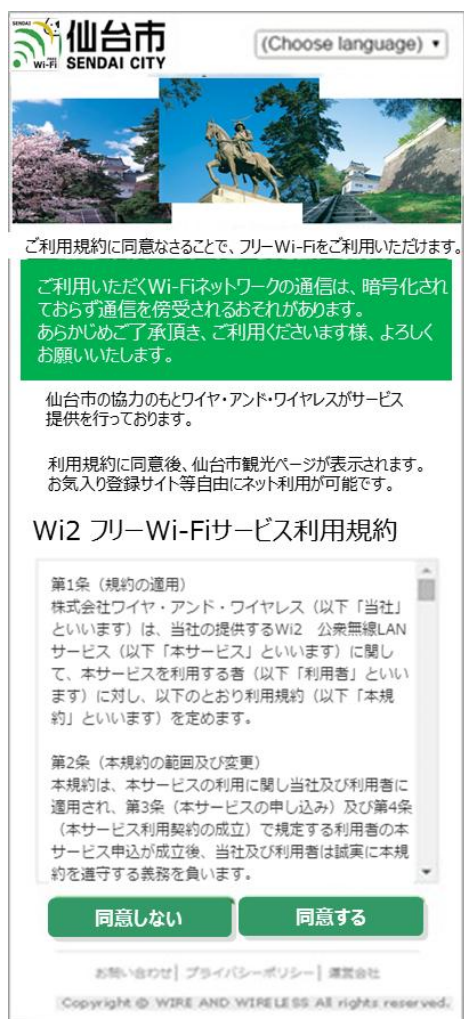 SENDAI
Wi-Fi
仙台市
SENDAI CITY
(Choose language)
ご利用規約に同意なさることで、フリーWi-Fiをご利用いただけます。
ご利用いただくWi-Fiネットワークの通信は、暗号化され
ておらず通信を傍受されるおそれがあります。
あらかじめご了承頂き、ご利用くださいます様、よろしく
お願いいたします。
仙台市の協力のもとワイヤ・アンド・ワイヤレスがサービス
提供を行っております。
利用規約に同意後、仙台市観光ページが表示されます。
お気入り登録サイト等自由にネット利用が可能です。
Wi2 フリーWi-Fiサービス利用規約
第1条（規約の適用）
株式会社ワイヤ・アンド・ワイヤレス（以下「当社」
といいます）は、当社の提供するWi2　公衆無線LAN
サービス（以下「本サービス」といいます）に関し
て、本サービスを利用する者（以下「利用者」といい
ます）に対し、以下のとおり利用規約（以下「本規
約」といいます）を定めます。
第2条（本規約の範囲及び変更）
本規約は、本サービスの利用に関し当社及び利用者に
適用され、第3条（本サービスの申し込み）及び第4条
（本サービス利用契約の成立）で規定する利用者の本
サービス申込が成立後、当社及び利用者は誠実に本規
約を遵守する義務を負います。
同意しない
同意する
お問い合わせ| プライバシーポリシー| 運営会社
Copyright © WIRE AND WIRELESS All rights reserved.